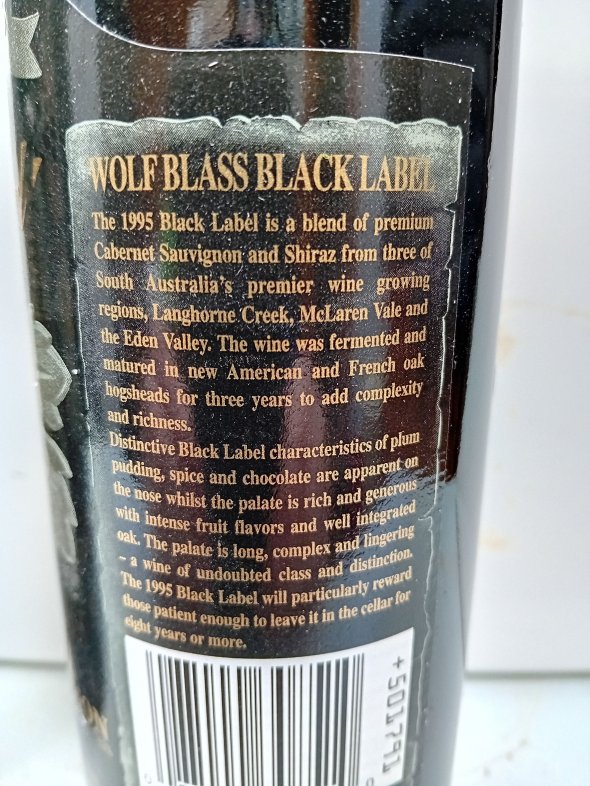 WOLF BLASS BLACK LABEL
The 1995 Black Label is a blend of premium
Cabernet Sauvignon and Shiraz from three of
South Australia's premier wine growing
regions, Langhorne Creek, McLaren Vale and
the Eden Valley. The wine was fermented and
matured in new American and French oak
hogsheads for three years to add complexity
and richness.
Distinctive Black Label characteristics of plum
pudding, spice and chocolate are apparent on
the nose whilst the palate is rich and generous
with intense fruit flavors and well integrated
oak. The palate is long, complex and lingering
– a wine of undoubted class and distinction.
The 1995 Black Label will particularly reward
those patient enough to leave it in the cellar for
eight years or more.
+501791